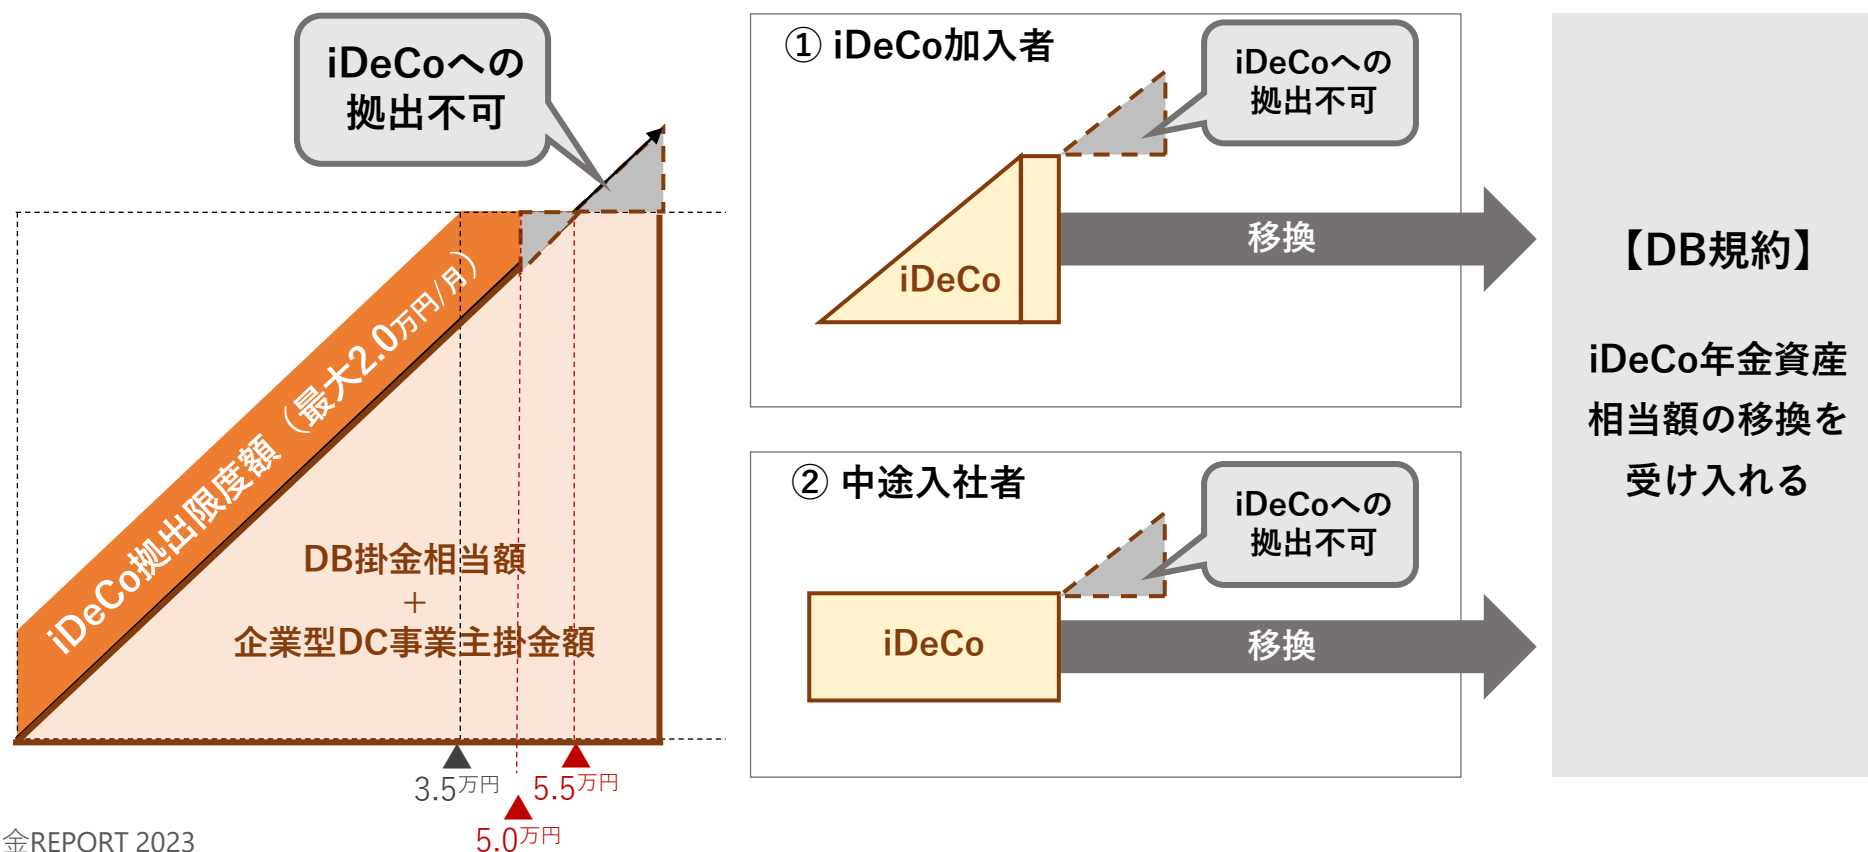 iDeCoへの
拠出不可
iDeCo拠出限度額（最大2.0万円/月）
DB掛金相当額
＋
企業型DC事業主掛金額
3.5万円
5.5万円
5.0万円
金REPORT 2023
① iDeCo加入者
iDeCoへの
拠出不可
iDeCo
移換
② 中途入社者
iDeCoへの
拠出不可
iDeCo
移換
【DB規約】
iDeCo年金資産
相当額の移換を
受け入れる